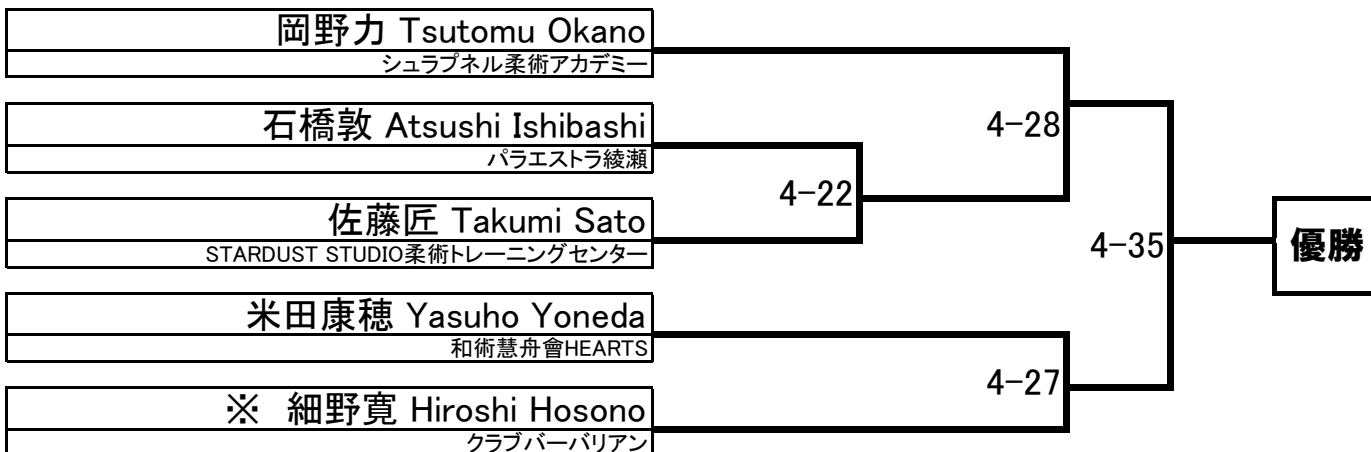 岡野力 Tsutomu Okano
シュラプネル柔術アカデミー
石橋敦 Atsushi Ishibashi
パラエストラ綾瀬
4-28
4-22
佐藤匠 Takumi Sato
STARDUST STUDIO柔術トレーニングセンター
4-35
優勝
米田康穂 Yasuho Yoneda
和術慧舟會HEARTS
4-27
※ 細野寛 Hiroshi Hosono
クラブバーバリアン